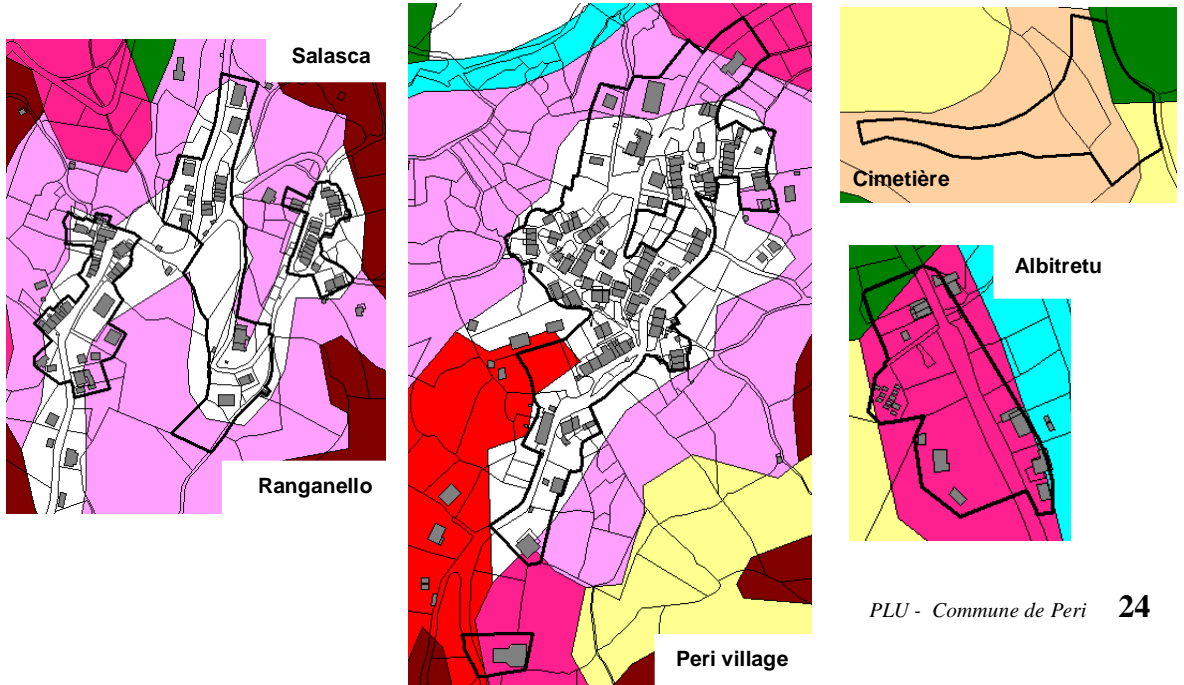 Salasca
Ranganello
Peri village
Cimetière
Albitretu
PLU - Commune de Peri 24